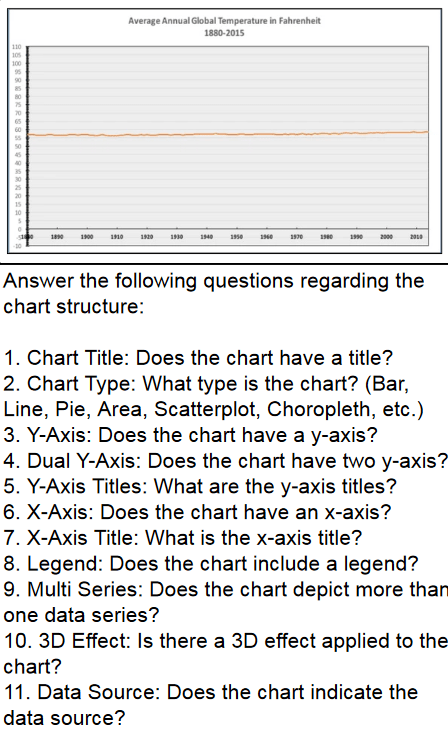 Average Annual Global Temperature in Fahrenheit
1880-2015
110
105
100
95
90
85
80
75
70
65
60
55
50
45
40
35
30
25
20
15
10
5
0
-5
-10
1880 1890 1900 1910 1920 1930 1940 1950 1960 1970 1980 1990 2000 2010
Answer the following questions regarding the
chart structure:
1. Chart Title: Does the chart have a title?
2. Chart Type: What type is the chart? (Bar,
Line, Pie, Area, Scatterplot, Choropleth, etc.)
3. Y-Axis: Does the chart have a y-axis?
4. Dual Y-Axis: Does the chart have two y-axis?
5. Y-Axis Titles: What are the y-axis titles?
6. X-Axis: Does the chart have an x-axis?
7. X-Axis Title: What is the x-axis title?
8. Legend: Does the chart include a legend?
9. Multi Series: Does the chart depict more than
one data series?
10. 3D Effect: Is there a 3D effect applied to the
chart?
11. Data Source: Does the chart indicate the
data source?